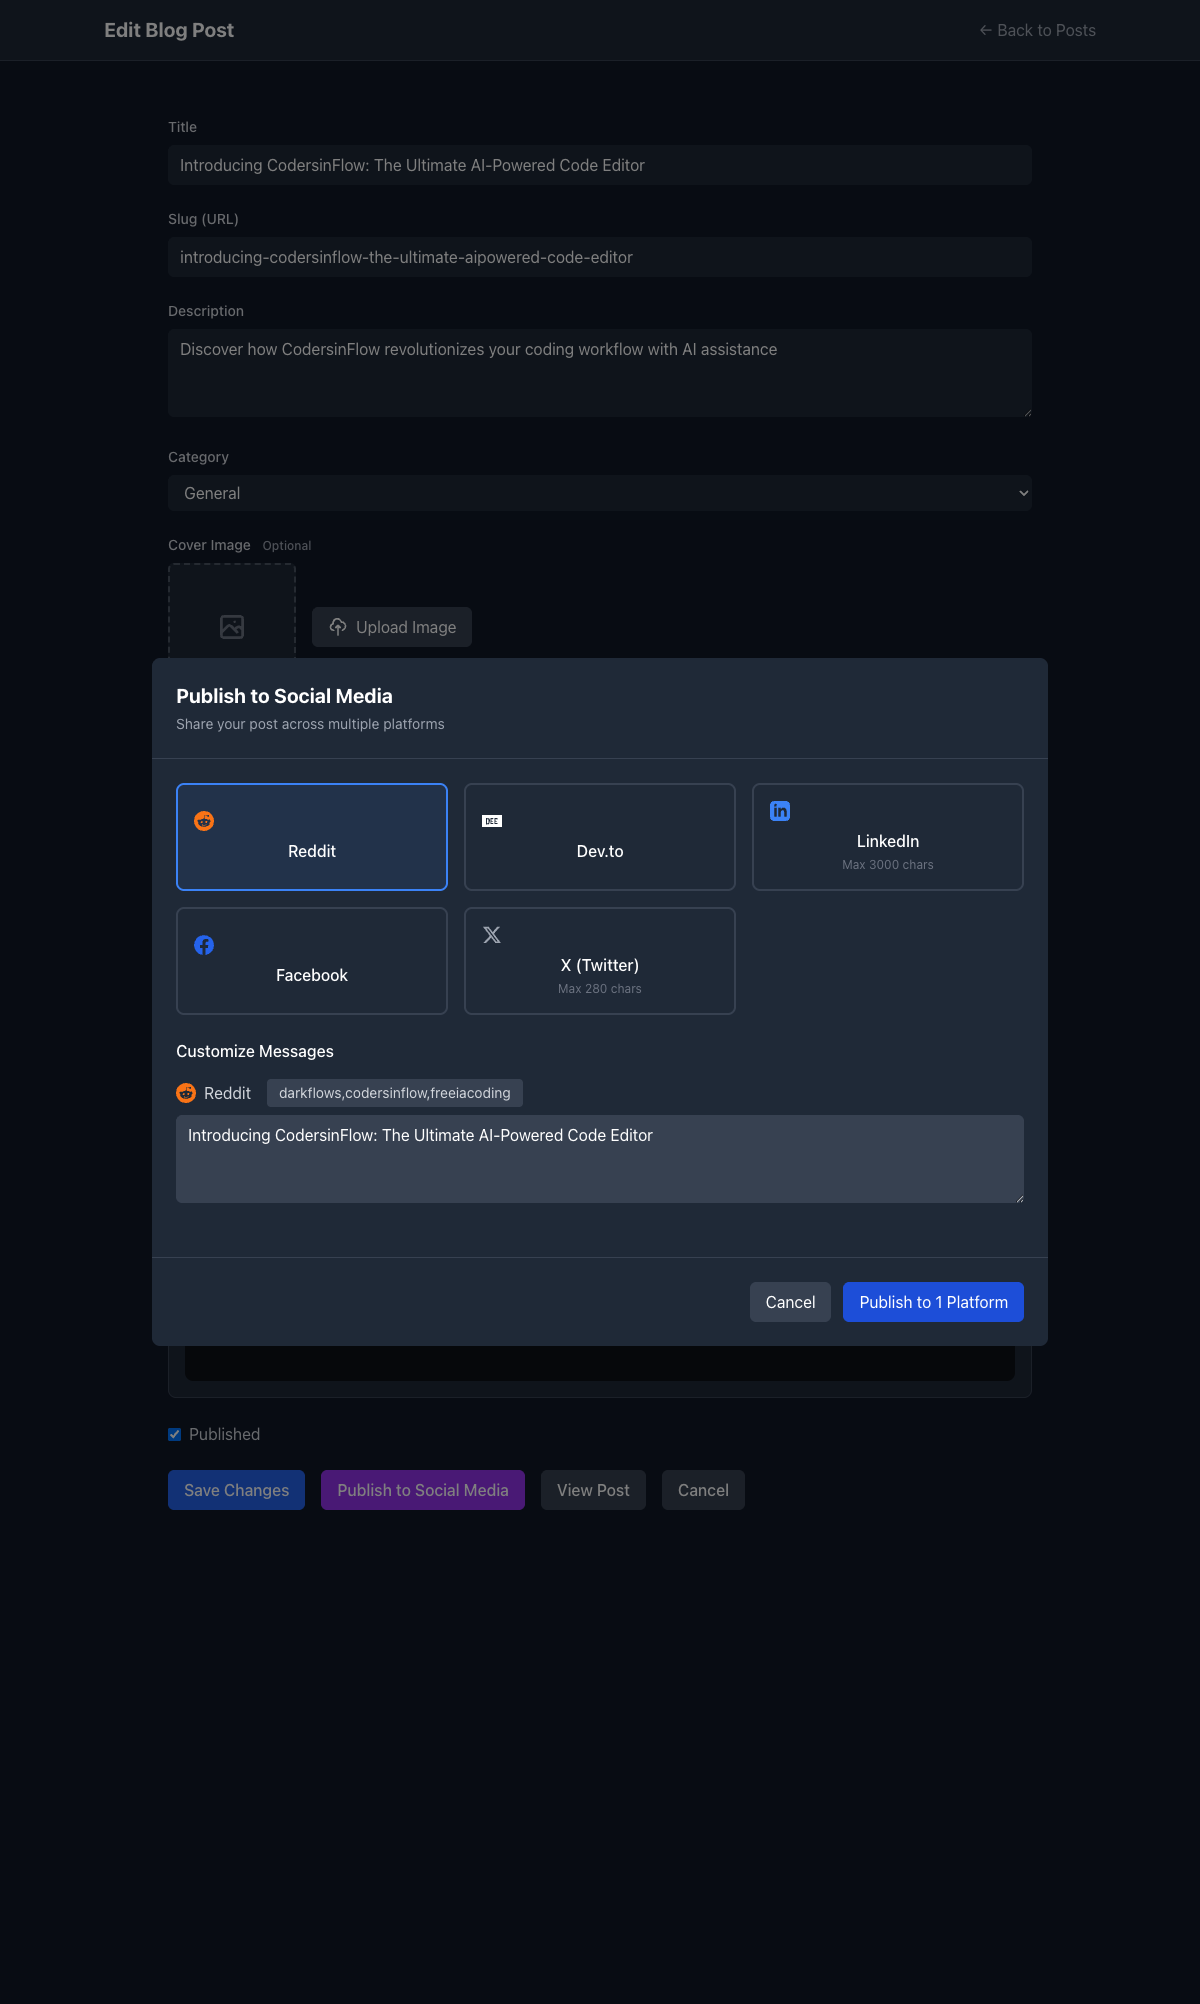 Edit Blog Post
← Back to Posts
Title
Introducing CodersinFlow: The Ultimate AI-Powered Code Editor
Slug (URL)
introducing-codersinflow-the-ultimate-aipowered-code-editor
Description
Discover how CodersinFlow revolutionizes your coding workflow with AI assistance
Category
General
Cover Image Optional
Upload Image
Publish to Social Media
Share your post across multiple platforms
Reddit
DEE
Dev.to
in
LinkedIn
Max 3000 chars
Facebook
X (Twitter)
Max 280 chars
Customize Messages
Reddit darkflows,codersinflow,freeiacoding
Introducing CodersinFlow: The Ultimate AI-Powered Code Editor
Cancel
Publish to 1 Platform
Published
Save Changes
Publish to Social Media
View Post
Cancel